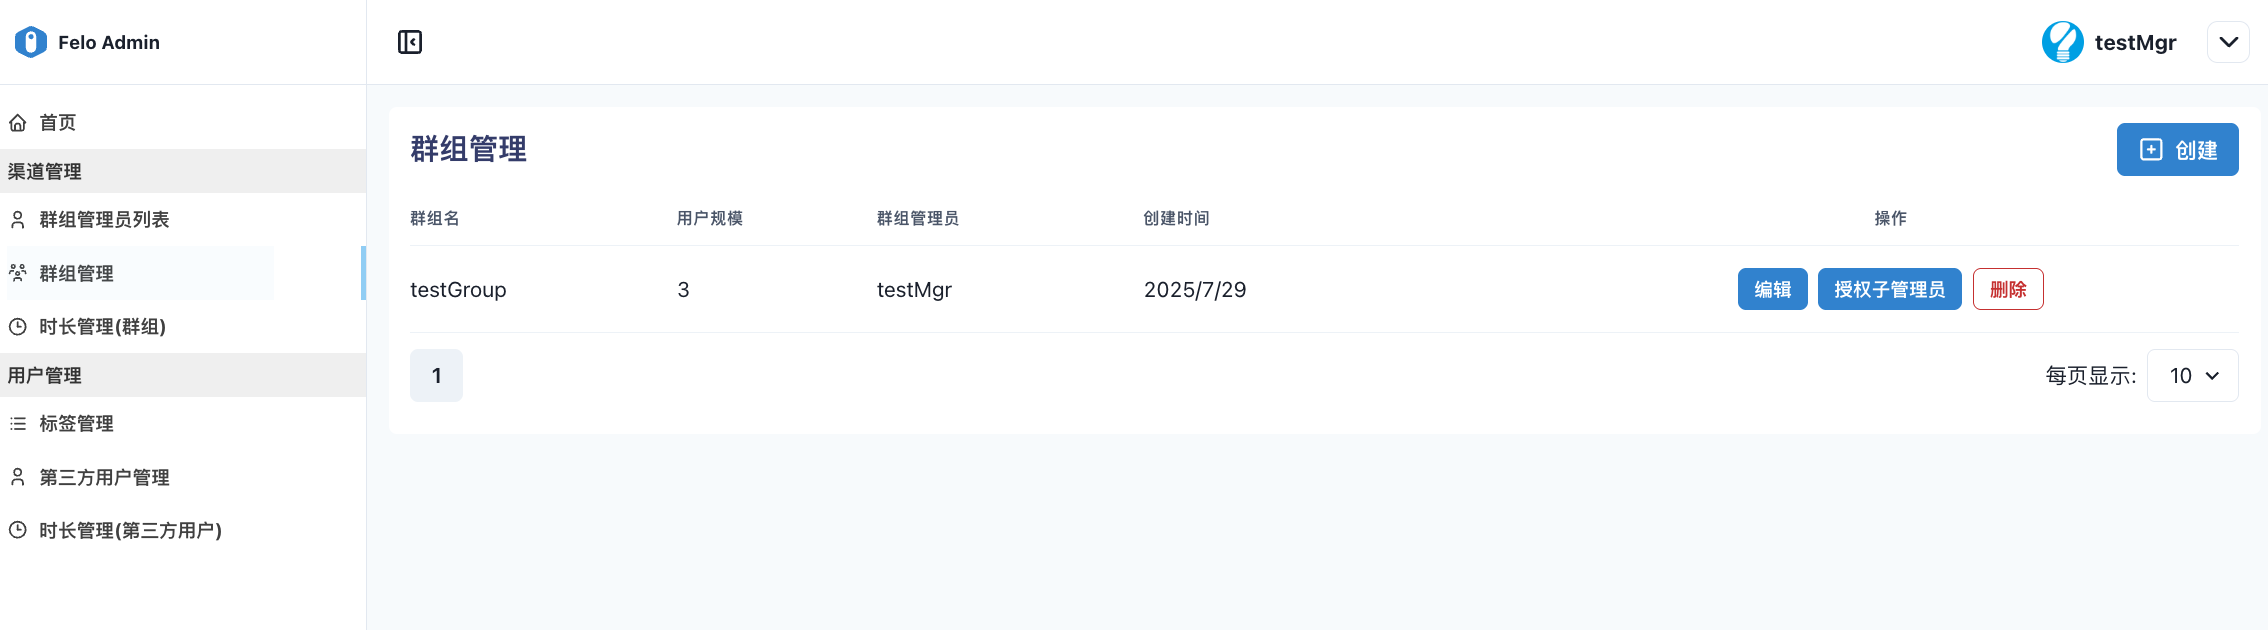 Felo Admin
testMgr
首页
渠道管理
群组管理员列表
群组管理
时长管理(群组)
用户管理
标签管理
第三方用户管理
时长管理(第三方用户)
群组管理
创建
群组名 用户规模 群组管理员 创建时间 操作
testGroup 3 testMgr 2025/7/29 编辑 授权子管理员 删除
1 每页显示: 10